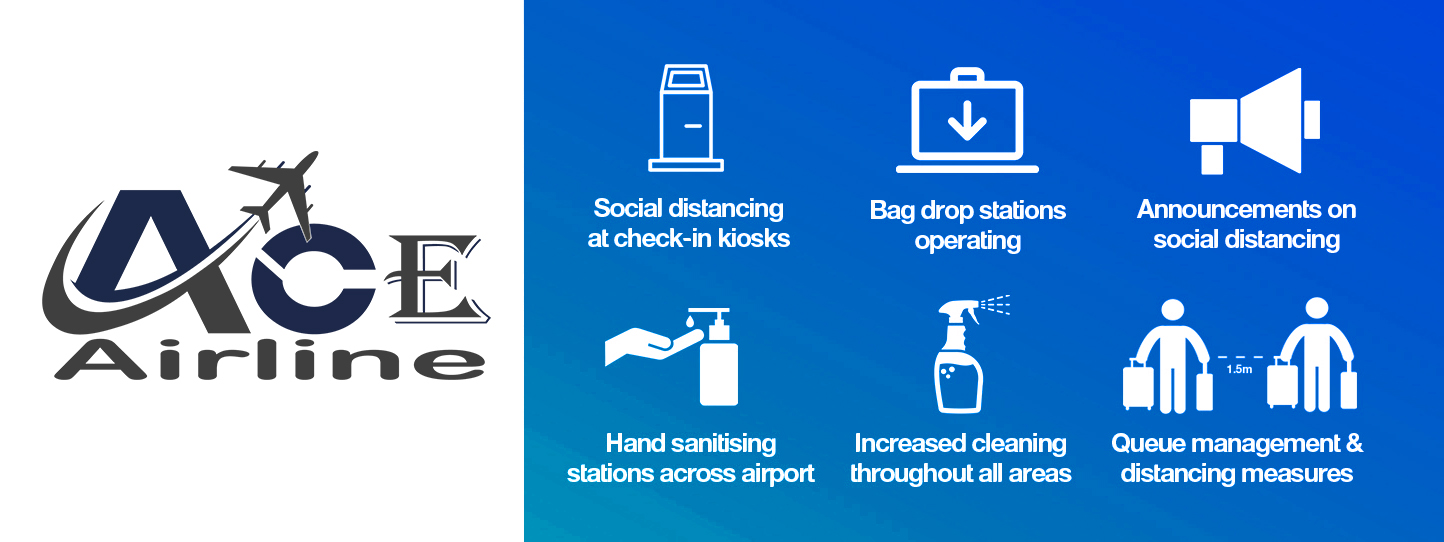 ACE
Airline
Social distancing
at check-in kiosks
Bag drop stations
operating
Announcements on
social distancing
Hand sanitising
stations across airport
Increased cleaning
throughout all areas
1.5m
Queue management &
distancing measures